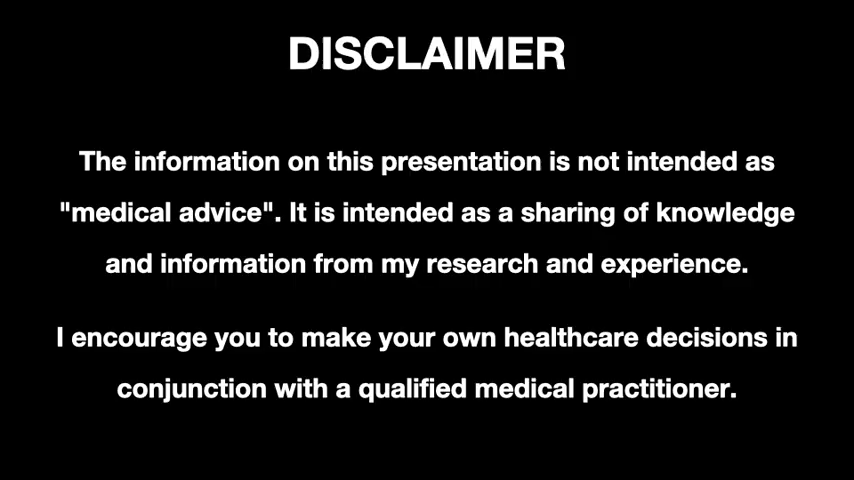 DISCLAIMER
The information on this presentation is not intended as
"medical advice". It is intended as a sharing of knowledge
and information from my research and experience.
I encourage you to make your own healthcare decisions in
conjunction with a qualified medical practitioner.